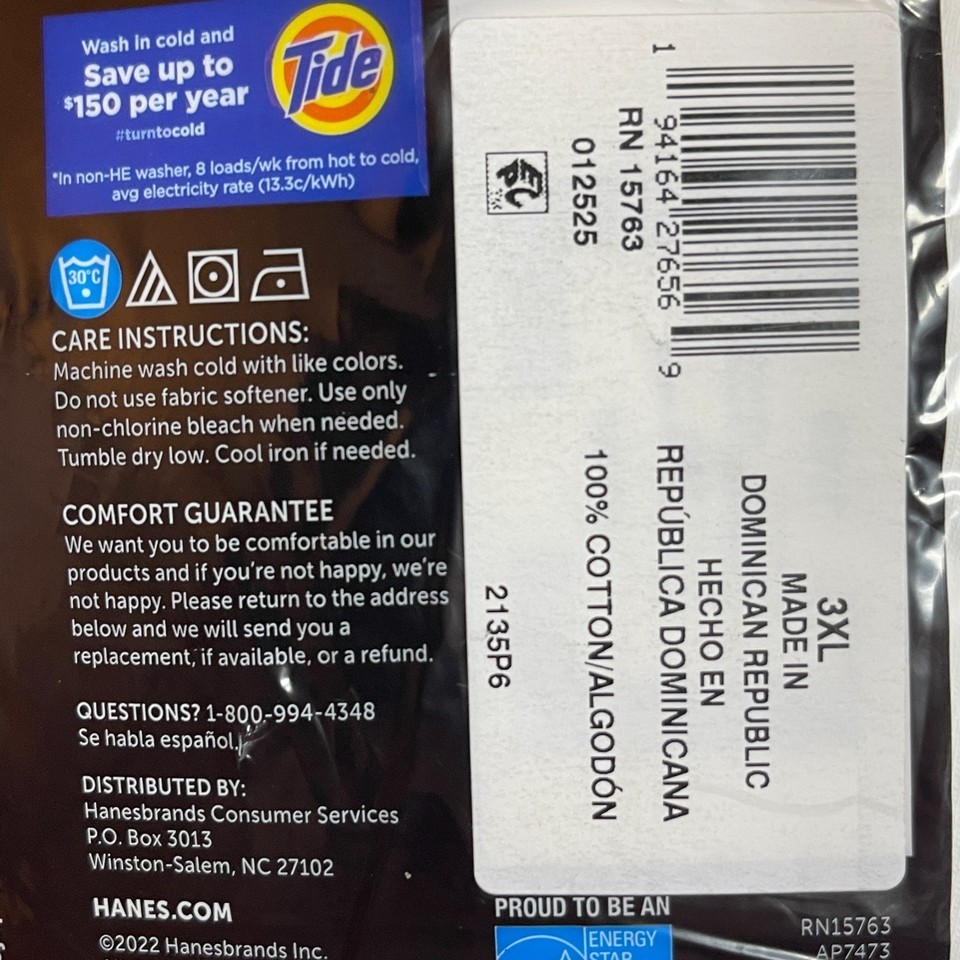 Wash in cold and
Save up to
$150 per year
#turntocold
Tide
*In non-HE washer, 8 loads/wk from hot to cold,
avg electricity rate (13.3c/kWh)
30°C
CARE INSTRUCTIONS:
Machine wash cold with like colors.
Do not use fabric softener. Use only
non-chlorine bleach when needed.
Tumble dry low. Cool iron if needed.
COMFORT GUARANTEE
We want you to be comfortable in our
products and if you're not happy, we're
not happy. Please return to the address
below and we will send you a
replacement, if available, or a refund.
QUESTIONS? 1-800-994-4348
Se habla español.
DISTRIBUTED BY:
Hanesbrands Consumer Services
P.O. Box 3013
Winston-Salem, NC 27102
HANES.COM
©2022 Hanesbrands Inc.
1 94164 27656 9
RN 15763
012525
3XL
MADE IN
DOMINICAN REPUBLIC
HECHO EN
REPÚBLICA DOMINICANA
100% COTTON/ALGODÓN
2135P6
PROUD TO BE AN
ENERGY
STAR
RN15763
AP7473